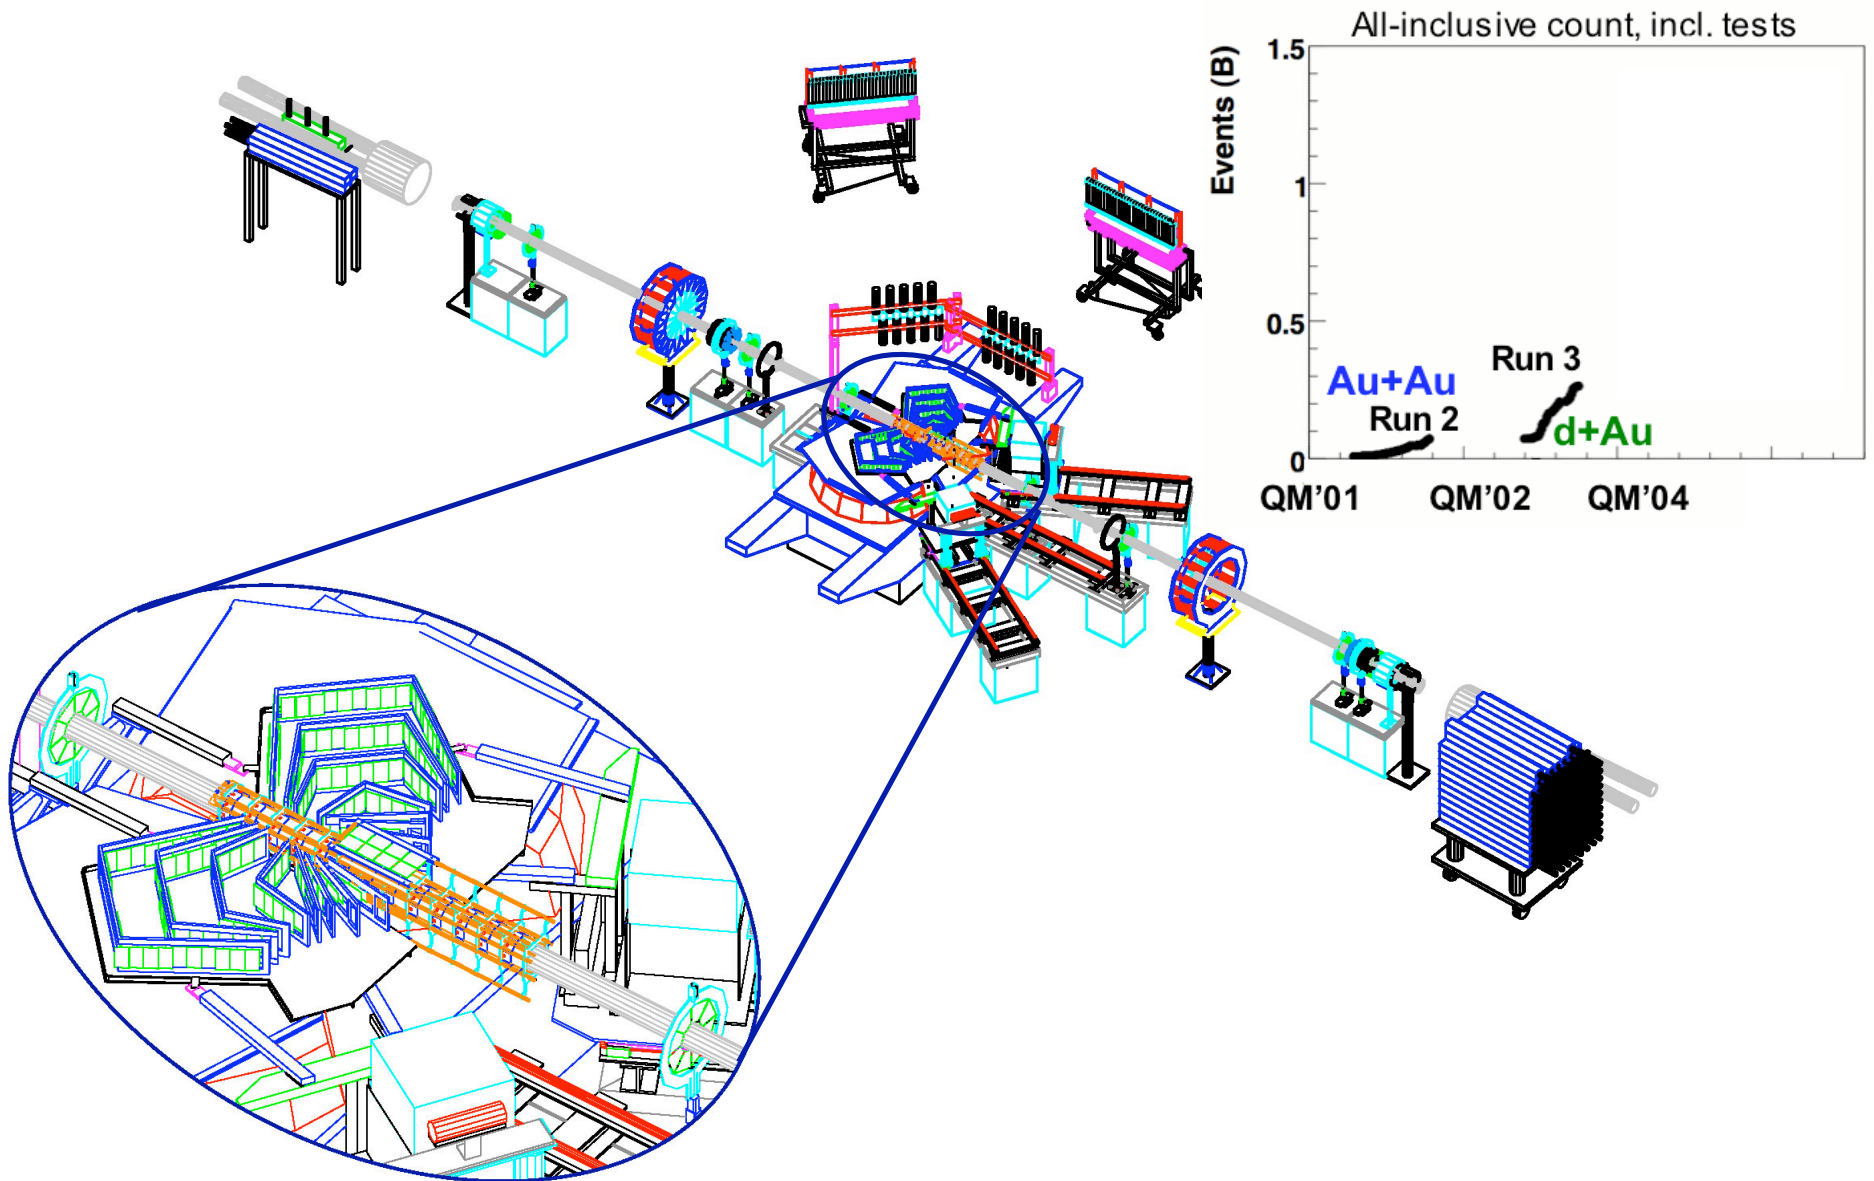 All-inclusive count, incl. tests
Events (B)
1.5
1
0.5
0
Run 3
Au+Au
Run 2
d+Au
QM’01 QM’02 QM’04